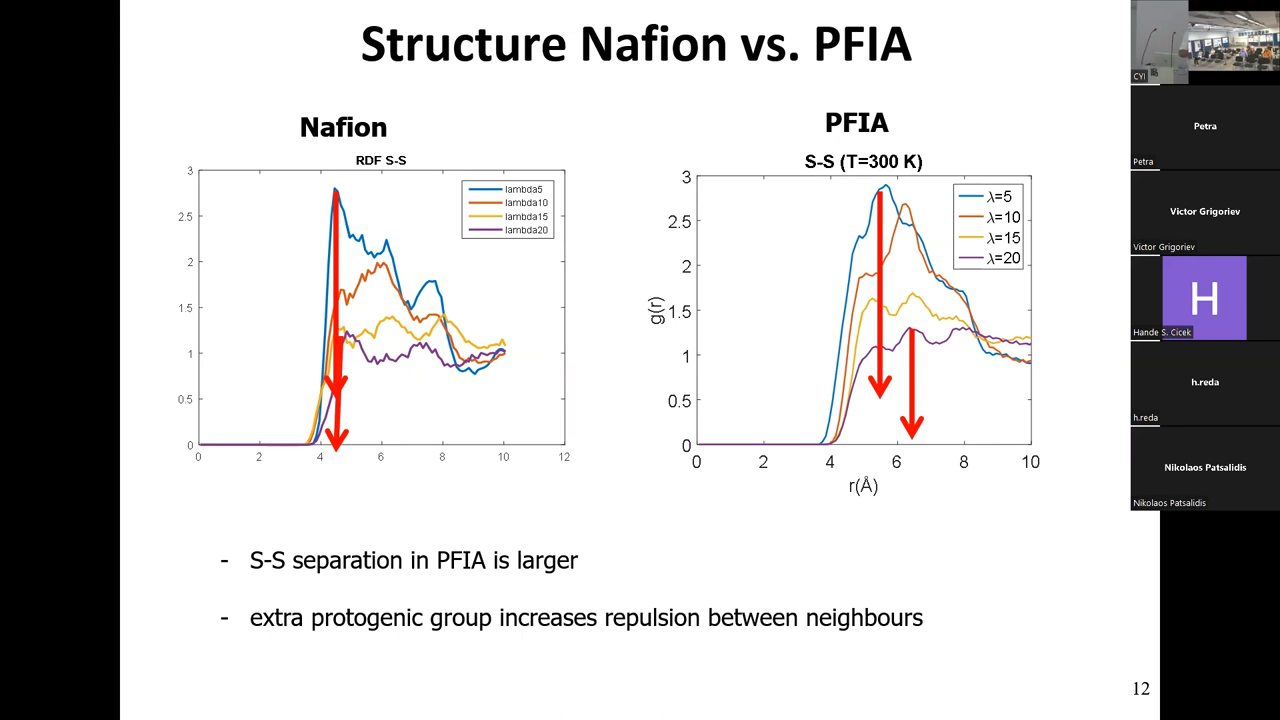 Structure Nafion vs. PFIA
Nafion
RDF S-S
3
2.5
2
1.5
1
0.5
0
0 2 4 6 8 10 12
lambda5
lambda10
lambda15
lambda20
PFIA
S-S (T=300 K)
3
2.5
2
1.5
1
0.5
0
g(r)
0 2 4 6 8 10
r(Å)
λ=5
λ=10
λ=15
λ=20
- S-S separation in PFIA is larger
- extra protogenic group increases repulsion between neighbours
12
CYI
Petra
Petra
Victor Grigoriev
Victor Grigoriev
H
Hande S. Cicek
h.reda
h.reda
Nikolaos Patsalidis
Nikolaos Patsalidis